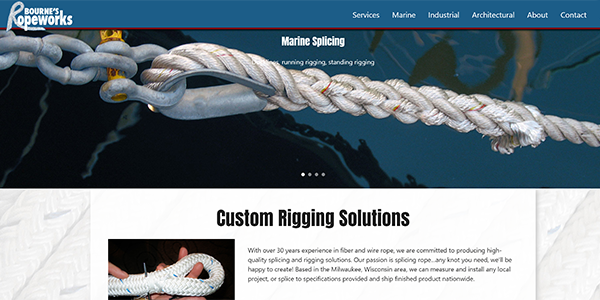 BOURNE'S
Ropeworks
Services Marine Industrial Architectural About Contact
Marine Splicing
running rigging, standing rigging
Custom Rigging Solutions
With over 30 years experience in fiber and wire rope, we are committed to producing high-
quality splicing and rigging solutions. Our passion is splicing rope...any knot you need, we'll be
happy to create! Based in the Milwaukee, Wisconsin area, we can measure and install any local
project, or splice to specifications provided and ship finished product nationwide.